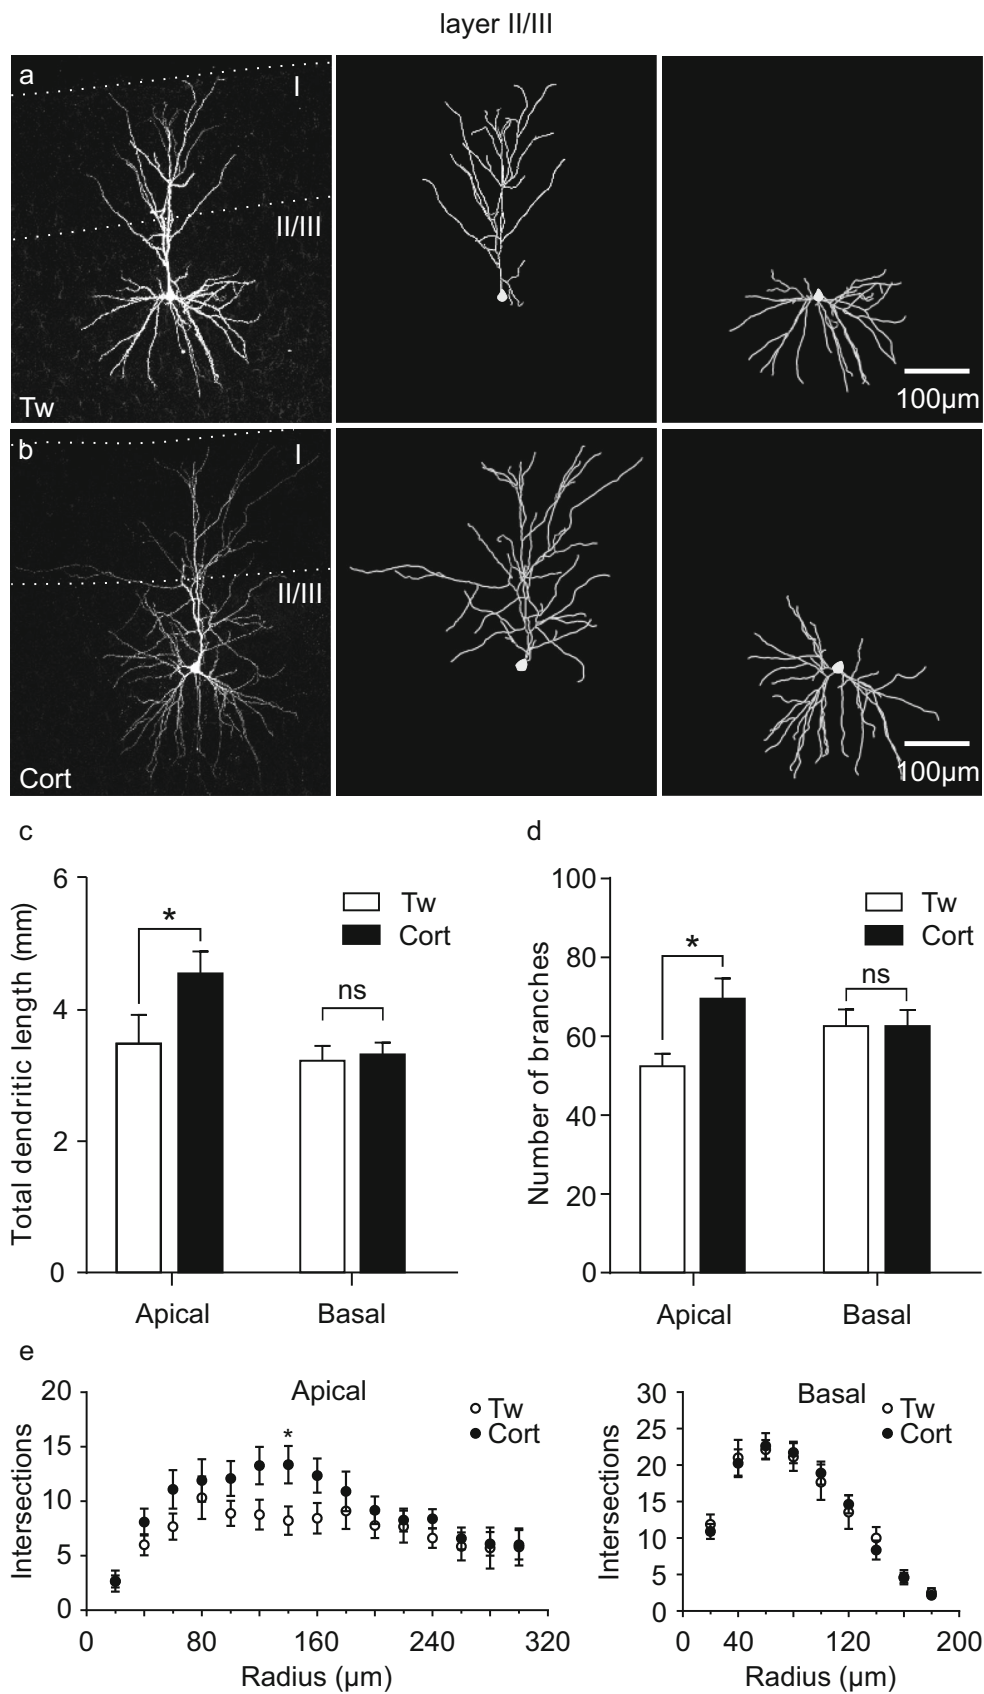 layer II/III
a
I
II/III
Tw
100µm
b
I
II/III
Cort
100µm
c
Total dendritic length (mm)
6
4
2
0
*
ns
Tw
Cort
Apical
Basal
d
Number of branches
100
80
60
40
20
0
*
ns
Tw
Cort
Apical
Basal
e
Apical
Intersections
20
15
10
5
0
*
Tw
Cort
0 80 160 240 320
Radius (µm)
Basal
Intersections
30
25
20
15
10
5
0
Tw
Cort
0 40 120 200
Radius (µm)